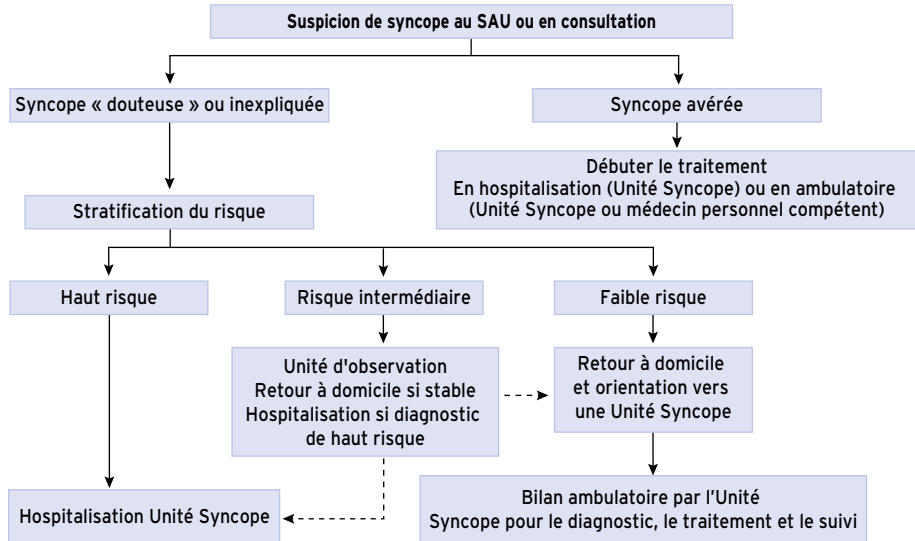 Suspicion de syncope au SAU ou en consultation
Syncope « douteuse » ou inexpliquée
Syncope avérée
Débuter le traitement
En hospitalisation (Unité Syncope) ou en ambulatoire
(Unité Syncope ou médecin personnel compétent)
Stratification du risque
Haut risque
Risque intermédiaire
Faible risque
Unité d'observation
Retour à domicile si stable
Hospitalisation si diagnostic
de haut risque
Retour à domicile
et orientation vers
une Unité Syncope
Hospitalisation Unité Syncope
Bilan ambulatoire par l'Unité
Syncope pour le diagnostic, le traitement et le suivi